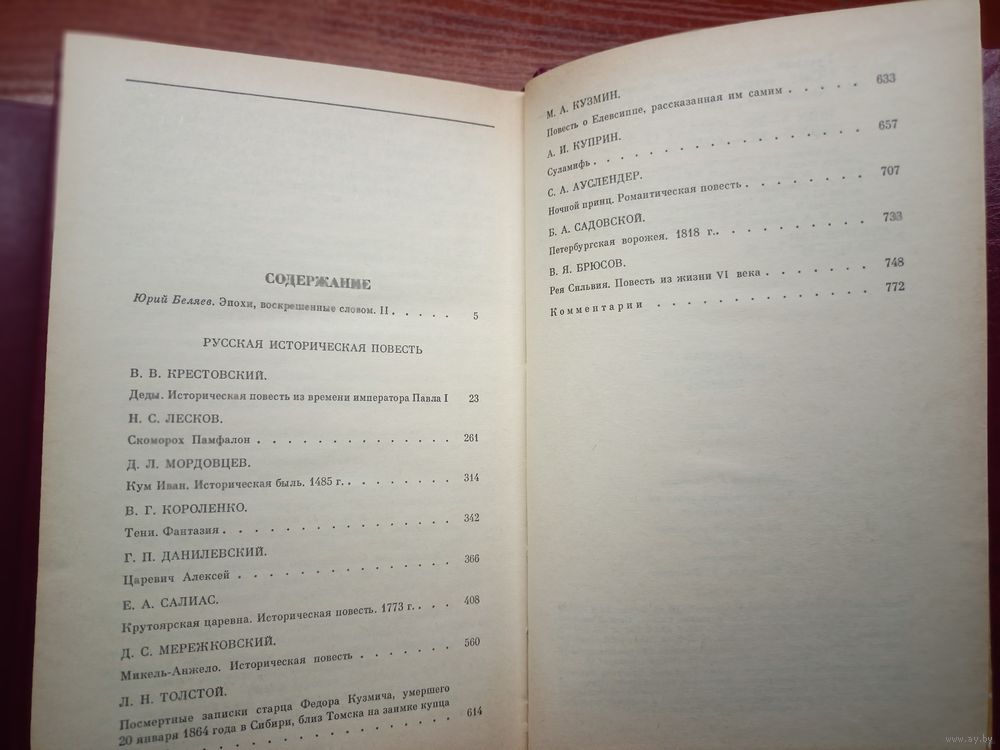 СОДЕРЖАНИЕ
Юрий Беляев. Эпохи, воскрешенные словом. II . . . . . 5
РУССКАЯ ИСТОРИЧЕСКАЯ ПОВЕСТЬ
В. В. КРЕСТОВСКИЙ.
Деды. Историческая повесть из времени императора Павла I 23
Н. С. ЛЕСКОВ.
Скоморох Памфалон . . . . . . . . . . . . . . 261
Д. Л. МОРДОВЦЕВ.
Кум Иван. Историческая быль. 1485 г. . . . . . . . . 314
В. Г. КОРОЛЕНКО.
Тени. Фантазия . . . . . . . . . . . . . . . . 342
Г. П. ДАНИЛЕВСКИЙ.
Царевич Алексей . . . . . . . . . . . . . . . 366
Е. А. САЛИАС.
Крутоярская царевна. Историческая повесть. 1773 г. . . . 408
Д. С. МЕРЕЖКОВСКИЙ.
Микель-Анжело. Историческая повесть . . . . . . . 560
Л. Н. ТОЛСТОЙ.
Посмертные записки старца Федора Кузмича, умершего
20 января 1864 года в Сибири, близ Томска на заимке купца
. . . . . . . . . . . . . 614
М. А. КУЗМИН.
Повесть о Елевсиппе, рассказанная им самим . . . . . 633
А. И. КУПРИН.
Суламифь . . . . . . . . . . . . . . . . . . 657
С. А. АУСЛЕНДЕР.
Ночной принц. Романтическая повесть . . . . . . . . 707
Б. А. САДОВСКОЙ.
Петербургская ворожея. 1818 г. . . . . . . . . . . 733
В. Я. БРЮСОВ.
Рея Сильвия. Повесть из жизни VI века . . . . . . . 748
Комментарии . . . . . . . . . . . . . . . 772
www.ay.by